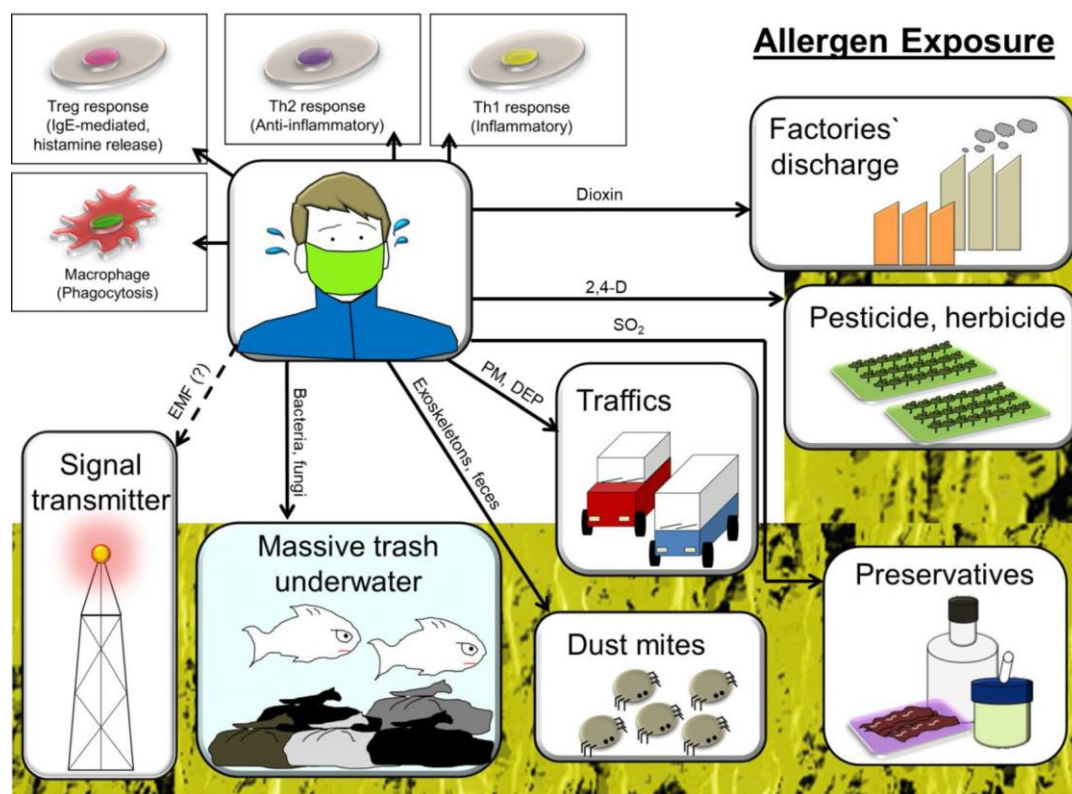 Allergen Exposure
Treg response
(IgE-mediated,
histamine release)
Th2 response
(Anti-inflammatory)
Th1 response
(Inflammatory)
Macrophage
(Phagocytosis)
Factories`
discharge
Dioxin
2,4-D
Pesticide, herbicide
SO₂
PM, DEP
Traffics
EMF (?)
Bacteria, fungi
Exoskeletons, feces
Signal
transmitter
Massive trash
underwater
Dust mites
Preservatives